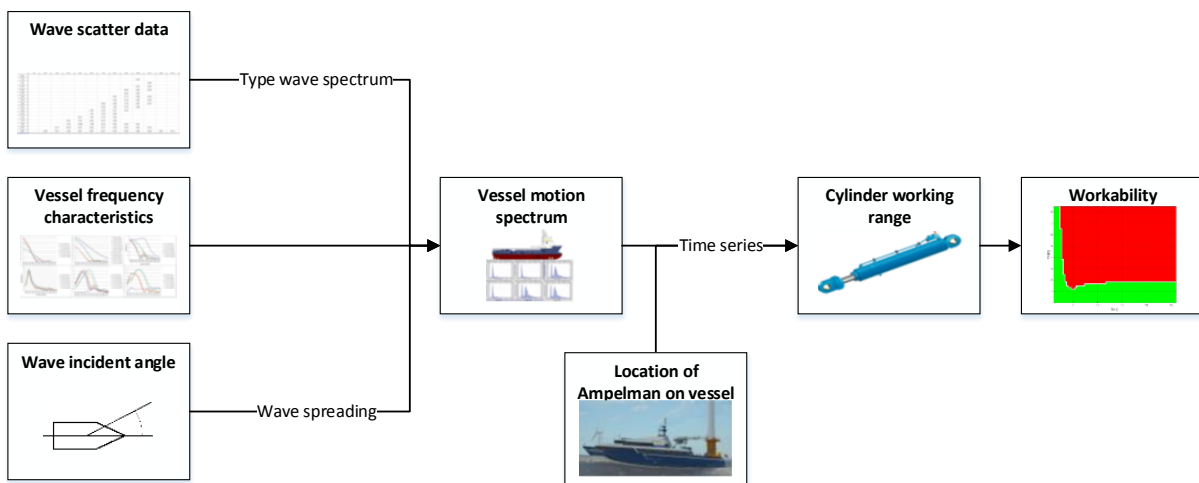 Wave scatter data
Type wave spectrum
Vessel frequency
characteristics
Vessel motion
spectrum
Time series
Cylinder working
range
Workability
Wave incident angle
Wave spreading
Location of
Ampelman on vessel